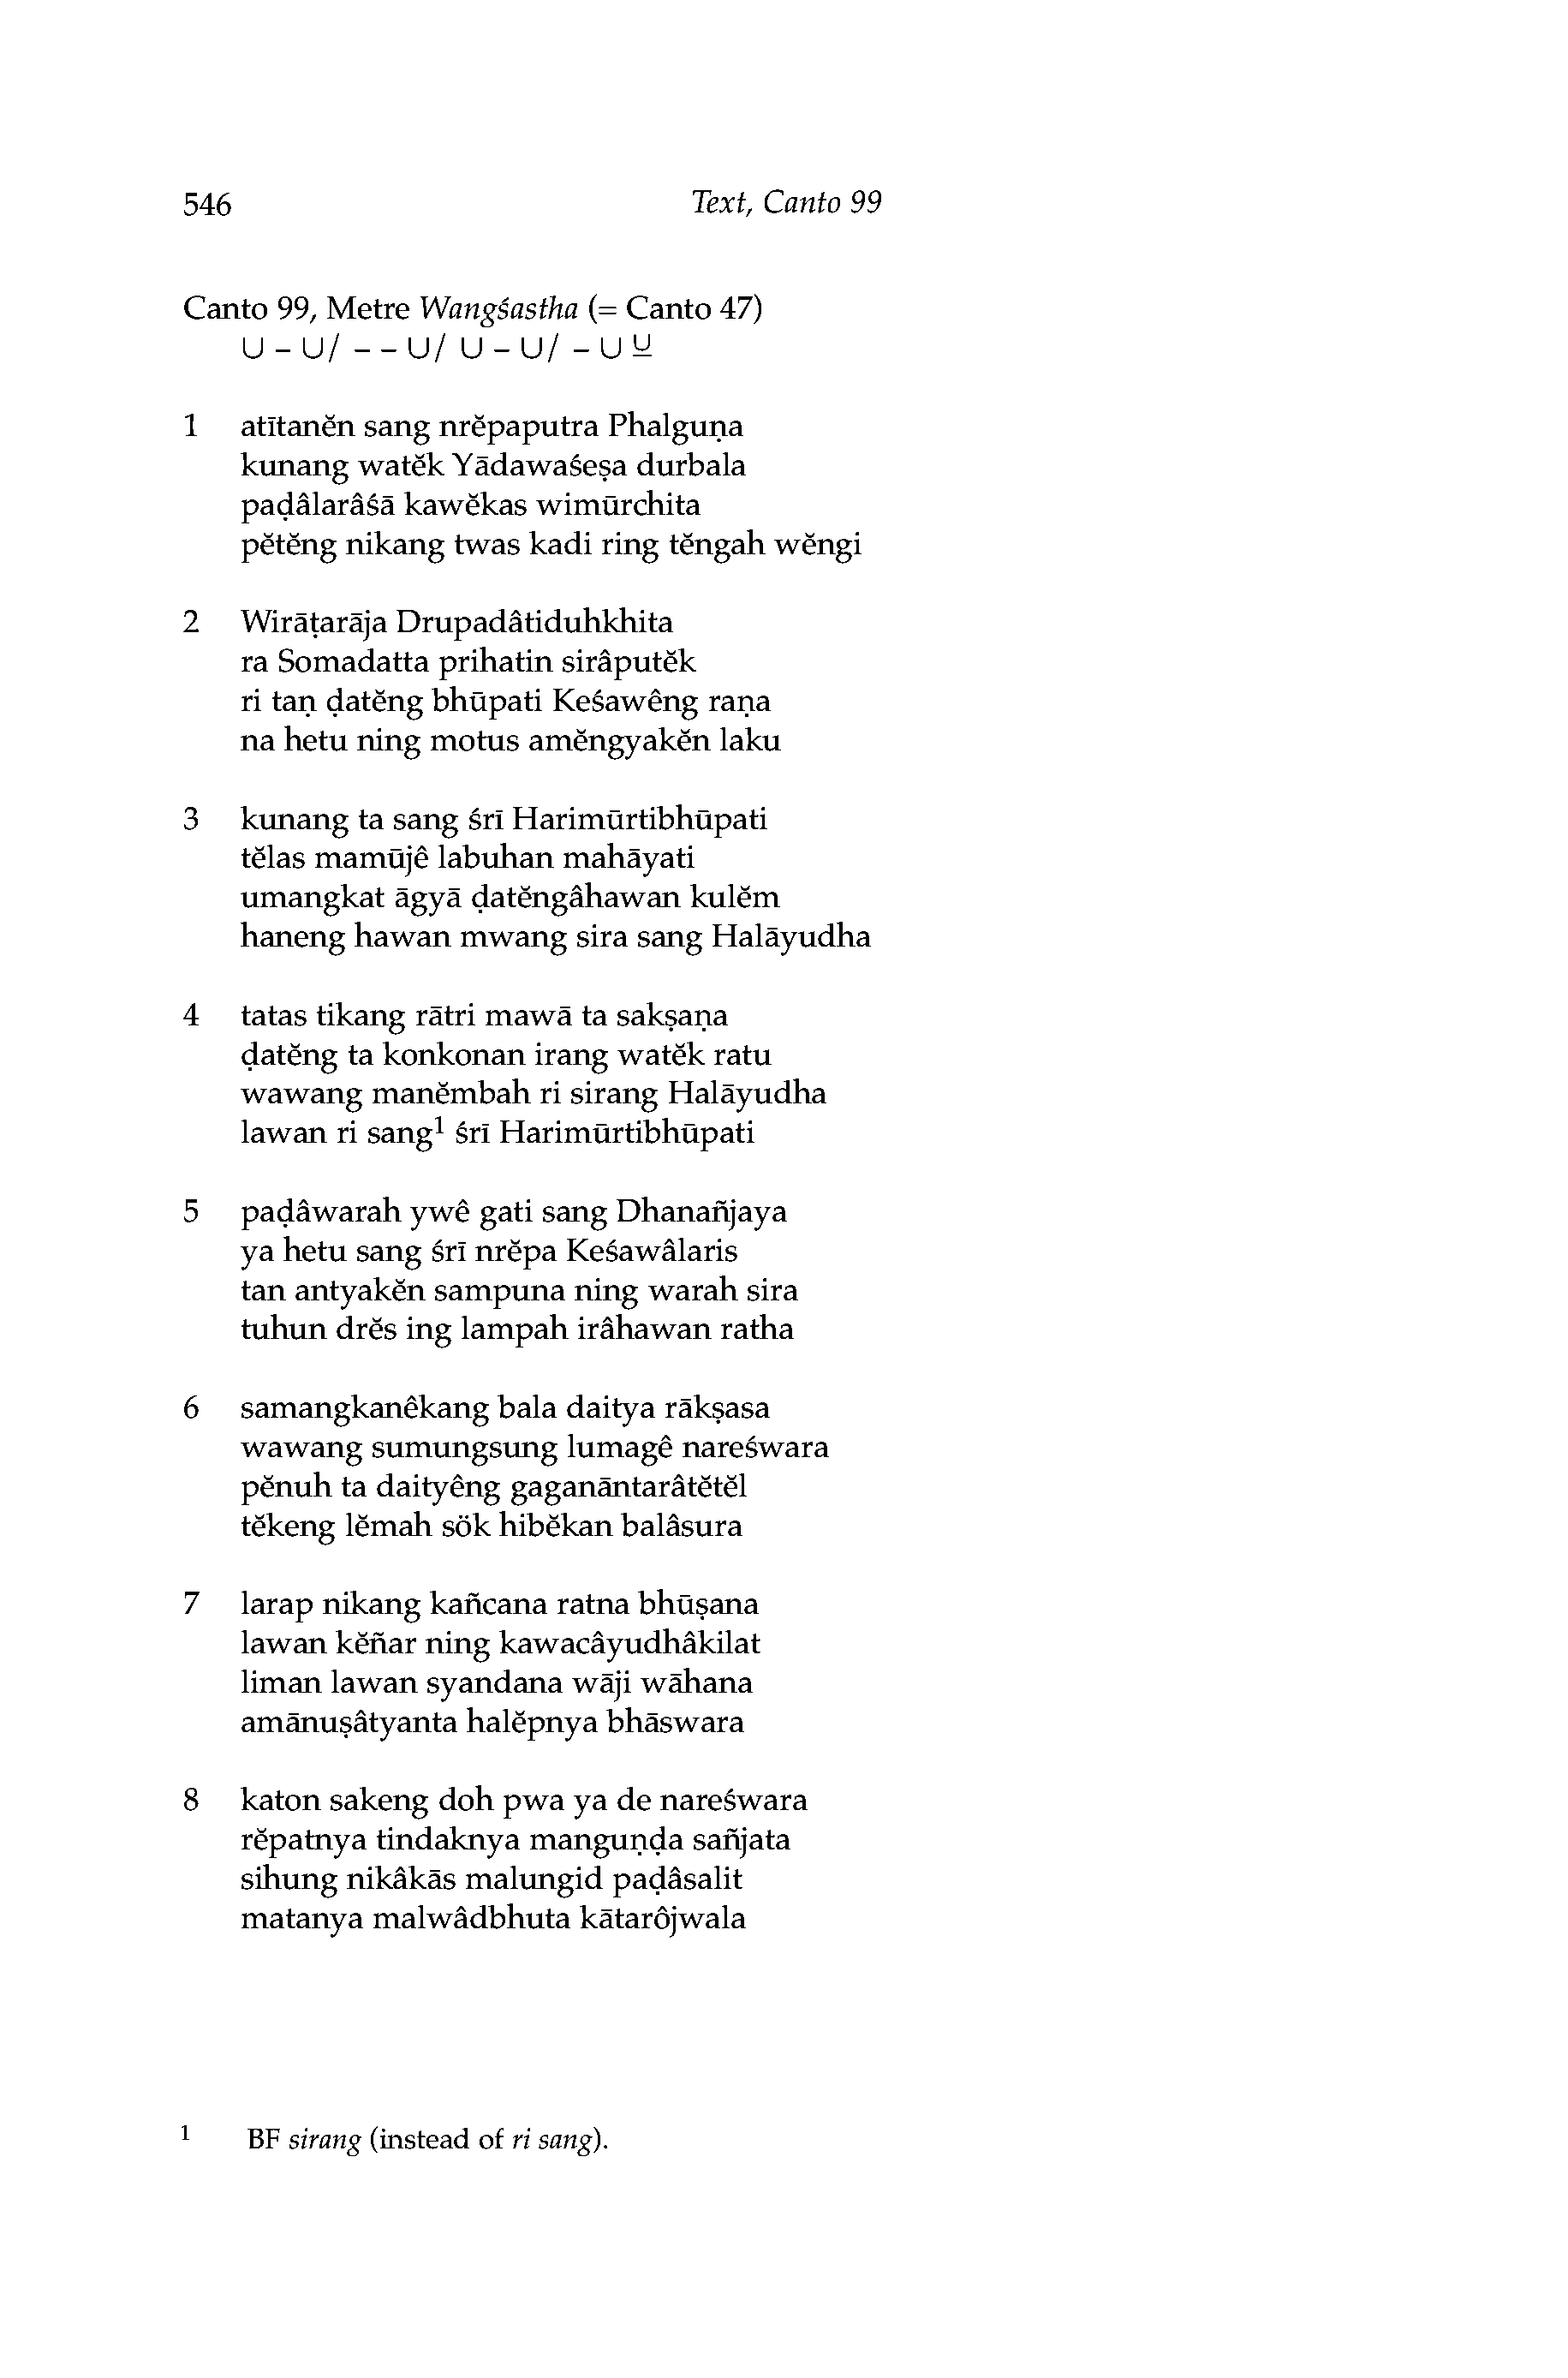 546 Text, Canto 99
Canto 99, Metre Wangśastha (= Canto 47)
∪ – ∪/ – – ∪/ ∪ – ∪/ – ∪ ⊻
1 atītanĕn sang nrĕpaputra Phalguṇa
kunang watĕk Yādawaśeṣa durbala
paḍâlarâśā kawĕkas wimūrchita
pĕtĕng nikang twas kadi ring tĕngah wĕngi
2 Wirāṭarāja Drupadâtiduhkhita
ra Somadatta prihatin sirâputĕk
ri taṇ ḍatĕng bhūpati Keśawêng raṇa
na hetu ning motus amĕngyakĕn laku
3 kunang ta sang śrī Harimūrtibhūpati
tĕlas mamūjê labuhan mahāyati
umangkat āgyā ḍatĕngâhawan kulĕm
haneng hawan mwang sira sang Halāyudha
4 tatas tikang rātri mawā ta sakṣaṇa
ḍatĕng ta konkonan irang watĕk ratu
wawang manĕmbah ri sirang Halāyudha
lawan ri sang¹ śrī Harimūrtibhūpati
5 paḍâwarah ywê gati sang Dhanañjaya
ya hetu sang śrī nrĕpa Keśawâlaris
tan antyakĕn sampuna ning warah sira
tuhun drĕs ing lampah irâhawan ratha
6 samangkanêkang bala daitya rākṣasa
wawang sumungsung lumagê nareśwara
pĕnuh ta daityêng gaganāntarâtĕtĕl
tĕkeng lĕmah sök hibĕkan balâsura
7 larap nikang kañcana ratna bhūṣana
lawan kĕñar ning kawacâyudhâkilat
liman lawan syandana wāji wāhana
amānuṣâtyanta halĕpnya bhāswara
8 katon sakeng doh pwa ya de nareśwara
rĕpatnya tindaknya manguṇḍa sañjata
sihung nikâkās malungid paḍâsalit
matanya malwâdbhuta kātarôjwala
1 BF sirang (instead of ri sang).